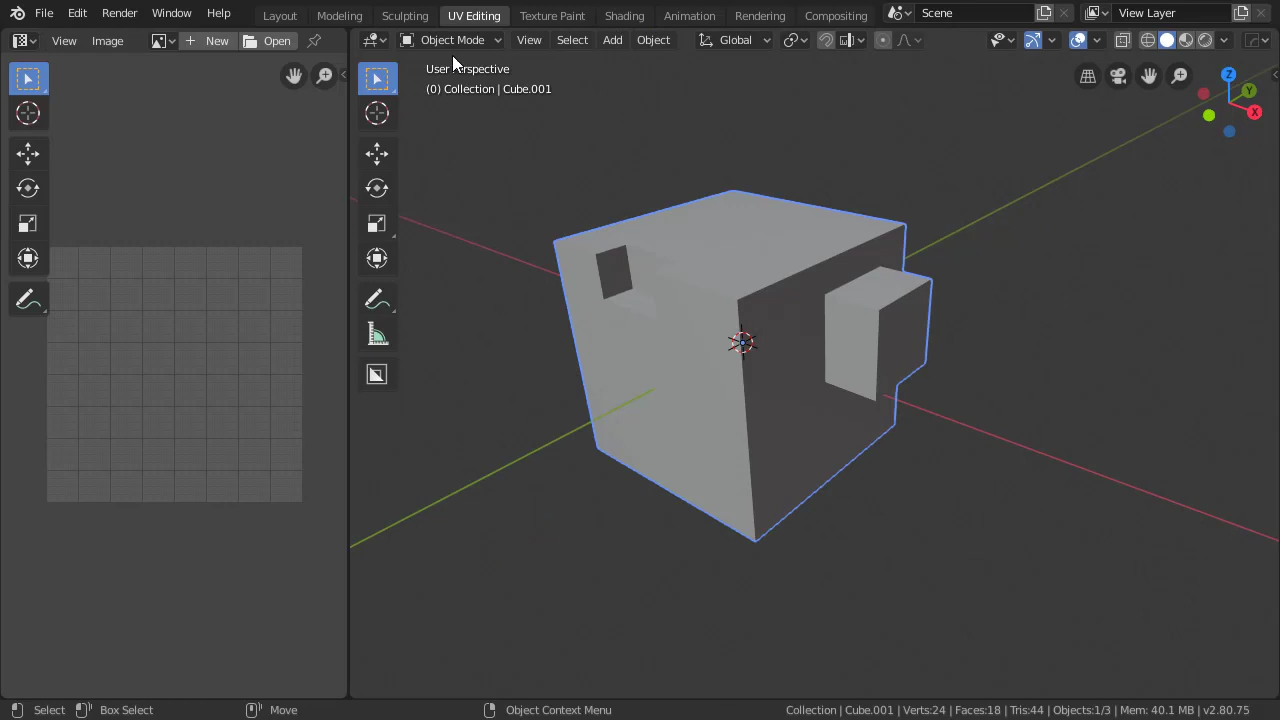 File Edit Render Window Help Layout Modeling Sculpting UV Editing Texture Paint Shading Animation Rendering Compositing Scene View Layer
View Image New Open Object Mode View Select Add Object Global
User Perspective
(0) Collection | Cube.001
Z
Y
X
Select Box Select Move Object Context Menu Collection | Cube.001 | Verts:24 | Faces:18 | Tris:44 | Objects:1/3 | Mem: 40.1 MB | v2.80.75